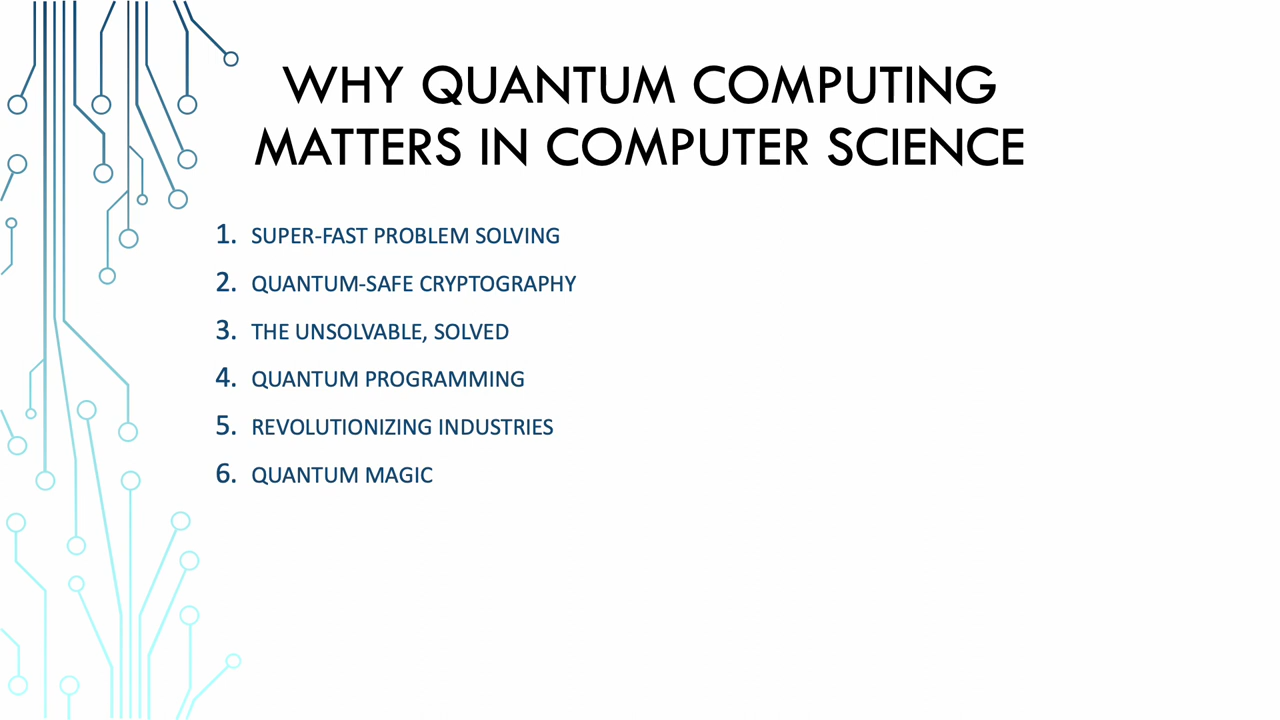 WHY QUANTUM COMPUTING
MATTERS IN COMPUTER SCIENCE
1. SUPER-FAST PROBLEM SOLVING
2. QUANTUM-SAFE CRYPTOGRAPHY
3. THE UNSOLVABLE, SOLVED
4. QUANTUM PROGRAMMING
5. REVOLUTIONIZING INDUSTRIES
6. QUANTUM MAGIC